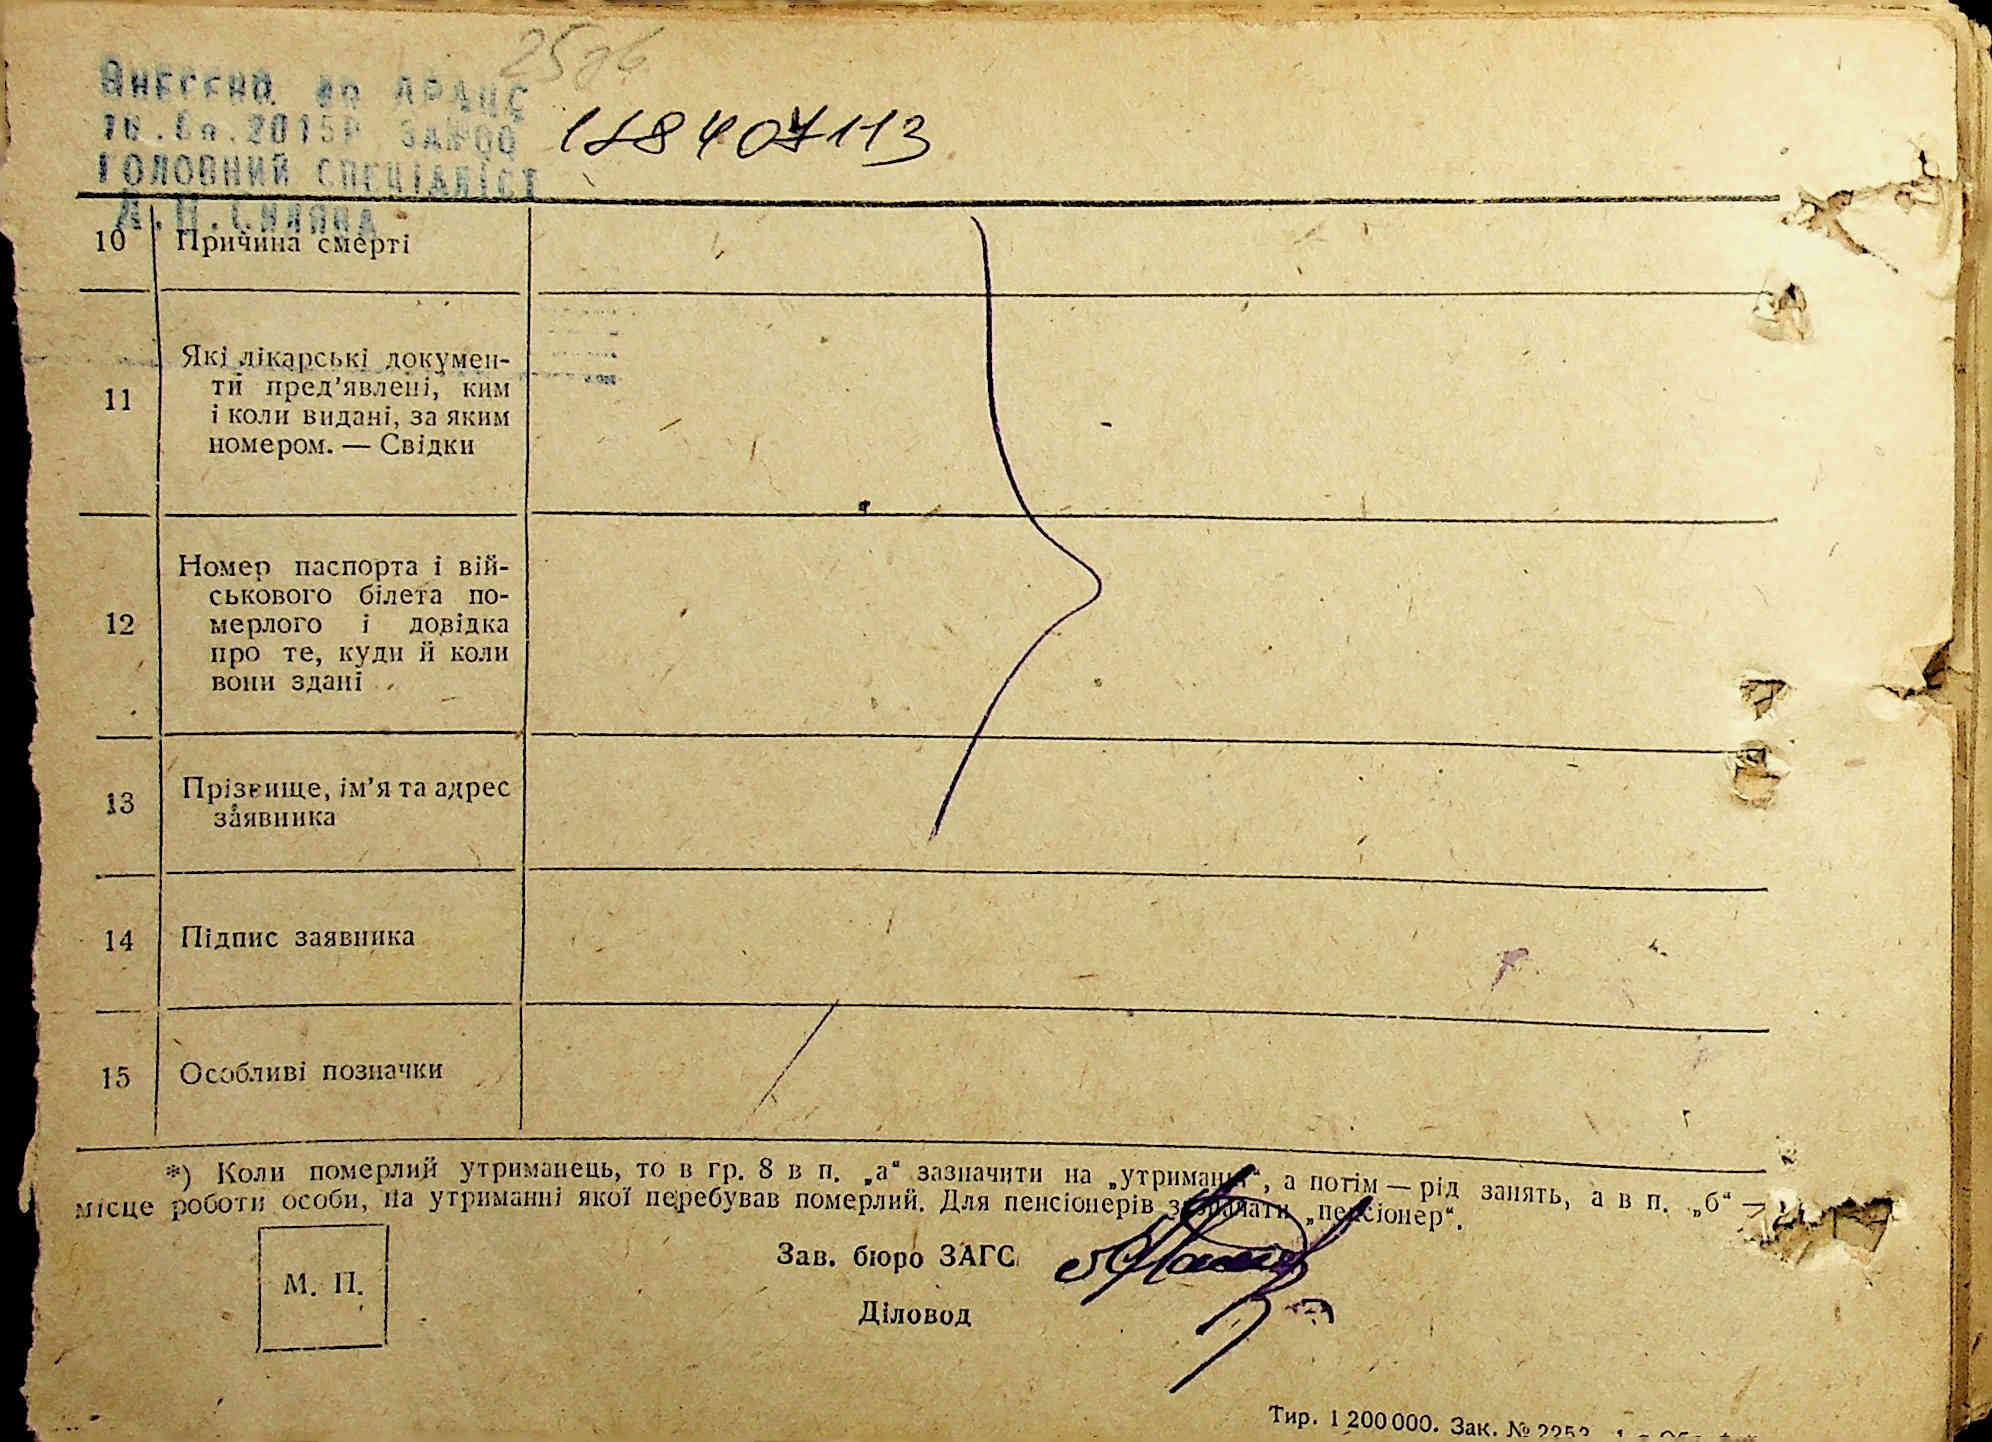 ГОЛОВНИЙ СПЕЦІАЛІСТ
10 Причина смерті
11 Які лікарські докумен-
ти пред’явлені, ким
і коли видані, за яким
номером. — Свідки
12 Номер паспорта і вій-
ськового білета по-
мерлого і довідка
про те, куди й коли
вони здані
13 Прізвище, ім’я та адрес
заявника
14 Підпис заявника
15 Особливі позначки
*) Коли померлий утриманець, то в гр. 8 в п. „а“ зазначити на „утриманні“, а потім — рід занять, а в п. „б“ —
місце роботи особи, на утриманні якої перебував померлий. Для пенсіонерів зазначати „пенсіонер“.
М. П.
Зав. бюро ЗАГС
Діловод
Тир. 1 200 000. Зак. №